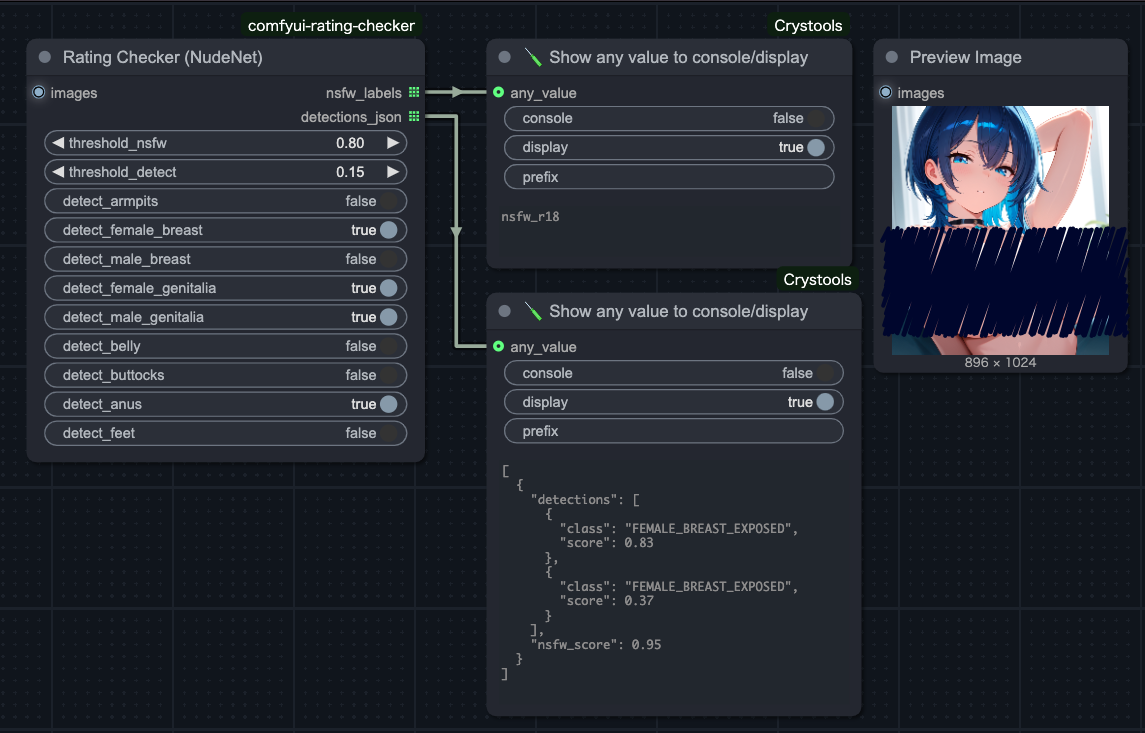 comfyui-rating-checker
Rating Checker (NudeNet)
images
nsfw_labels
detections_json
threshold_nsfw 0.80
threshold_detect 0.15
detect_armpits false
detect_female_breast true
detect_male_breast false
detect_female_genitalia true
detect_male_genitalia true
detect_belly false
detect_buttocks false
detect_anus true
detect_feet false
Crystools
Show any value to console/display
any_value
console false
display true
prefix
nsfw_r18
Crystools
Show any value to console/display
any_value
console false
display true
prefix
[
{
"detections": [
{
"class": "FEMALE_BREAST_EXPOSED",
"score": 0.83
},
{
"class": "FEMALE_BREAST_EXPOSED",
"score": 0.37
}
],
"nsfw_score": 0.95
}
]
Preview Image
images
896 × 1024